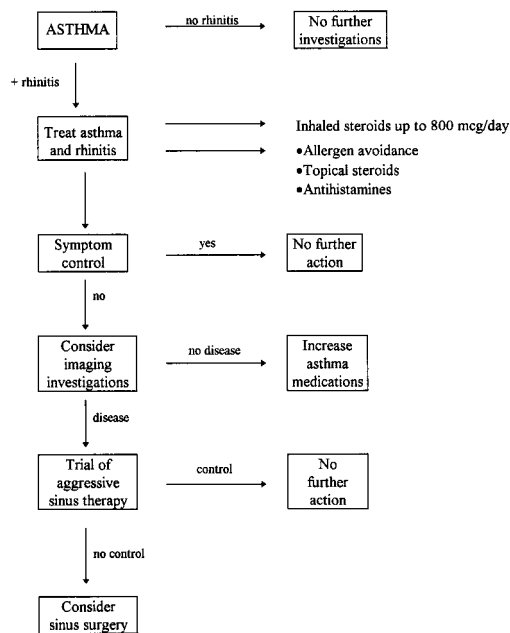 ASTHMA
no rhinitis
No further
investigations
+ rhinitis
Treat asthma
and rhinitis
Inhaled steroids up to 800 mcg/day
•Allergen avoidance
•Topical steroids
•Antihistamines
Symptom
control
yes
No further
action
no
Consider
imaging
investigations
no disease
Increase
asthma
medications
disease
Trial of
aggressive
sinus therapy
control
No
further
action
no control
Consider
sinus surgery